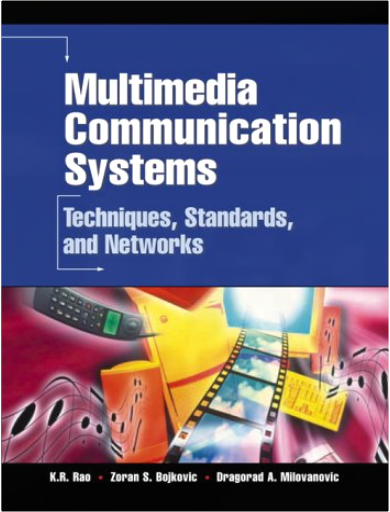 Multimedia
Communication
Systems
Techniques, Standards,
and Networks
K.R. Rao • Zoran S. Bojkovic • Dragorad A. Milovanovic